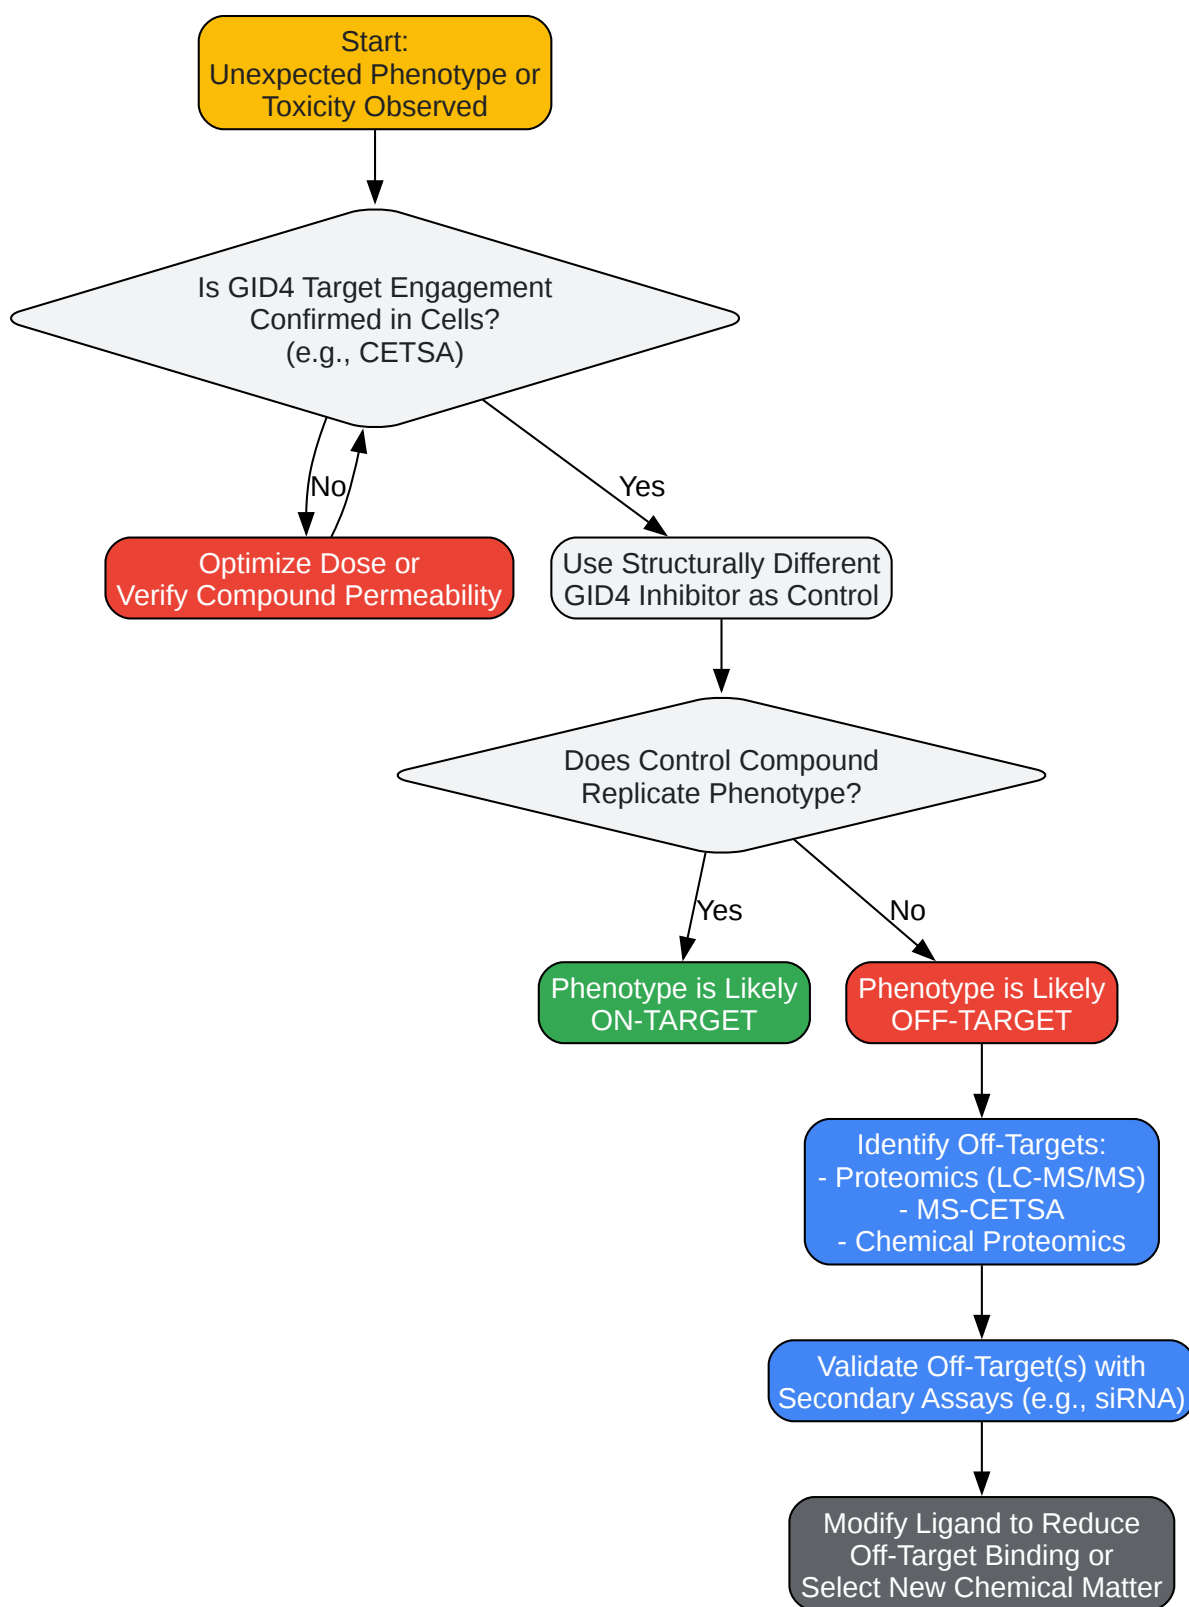 Start:
Unexpected Phenotype or
Toxicity Observed
Is GID4 Target Engagement
Confirmed in Cells?
(e.g., CETSA)
No
Yes
Optimize Dose or
Verify Compound Permeability
Use Structurally Different
GID4 Inhibitor as Control
Does Control Compound
Replicate Phenotype?
Yes
No
Phenotype is Likely
ON-TARGET
Phenotype is Likely
OFF-TARGET
Identify Off-Targets:
- Proteomics (LC-MS/MS)
- MS-CETSA
- Chemical Proteomics
Validate Off-Target(s) with
Secondary Assays (e.g., siRNA)
Modify Ligand to Reduce
Off-Target Binding or
Select New Chemical Matter